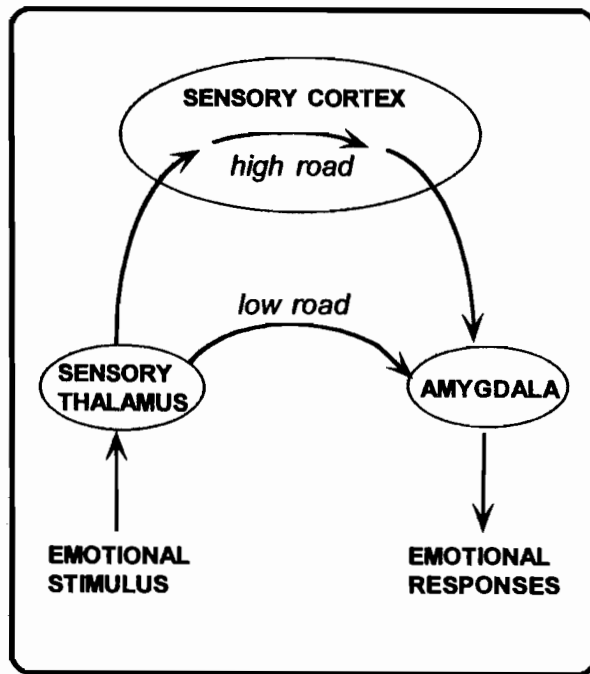 SENSORY CORTEX
high road
low road
SENSORY
THALAMUS
AMYGDALA
EMOTIONAL
STIMULUS
EMOTIONAL
RESPONSES